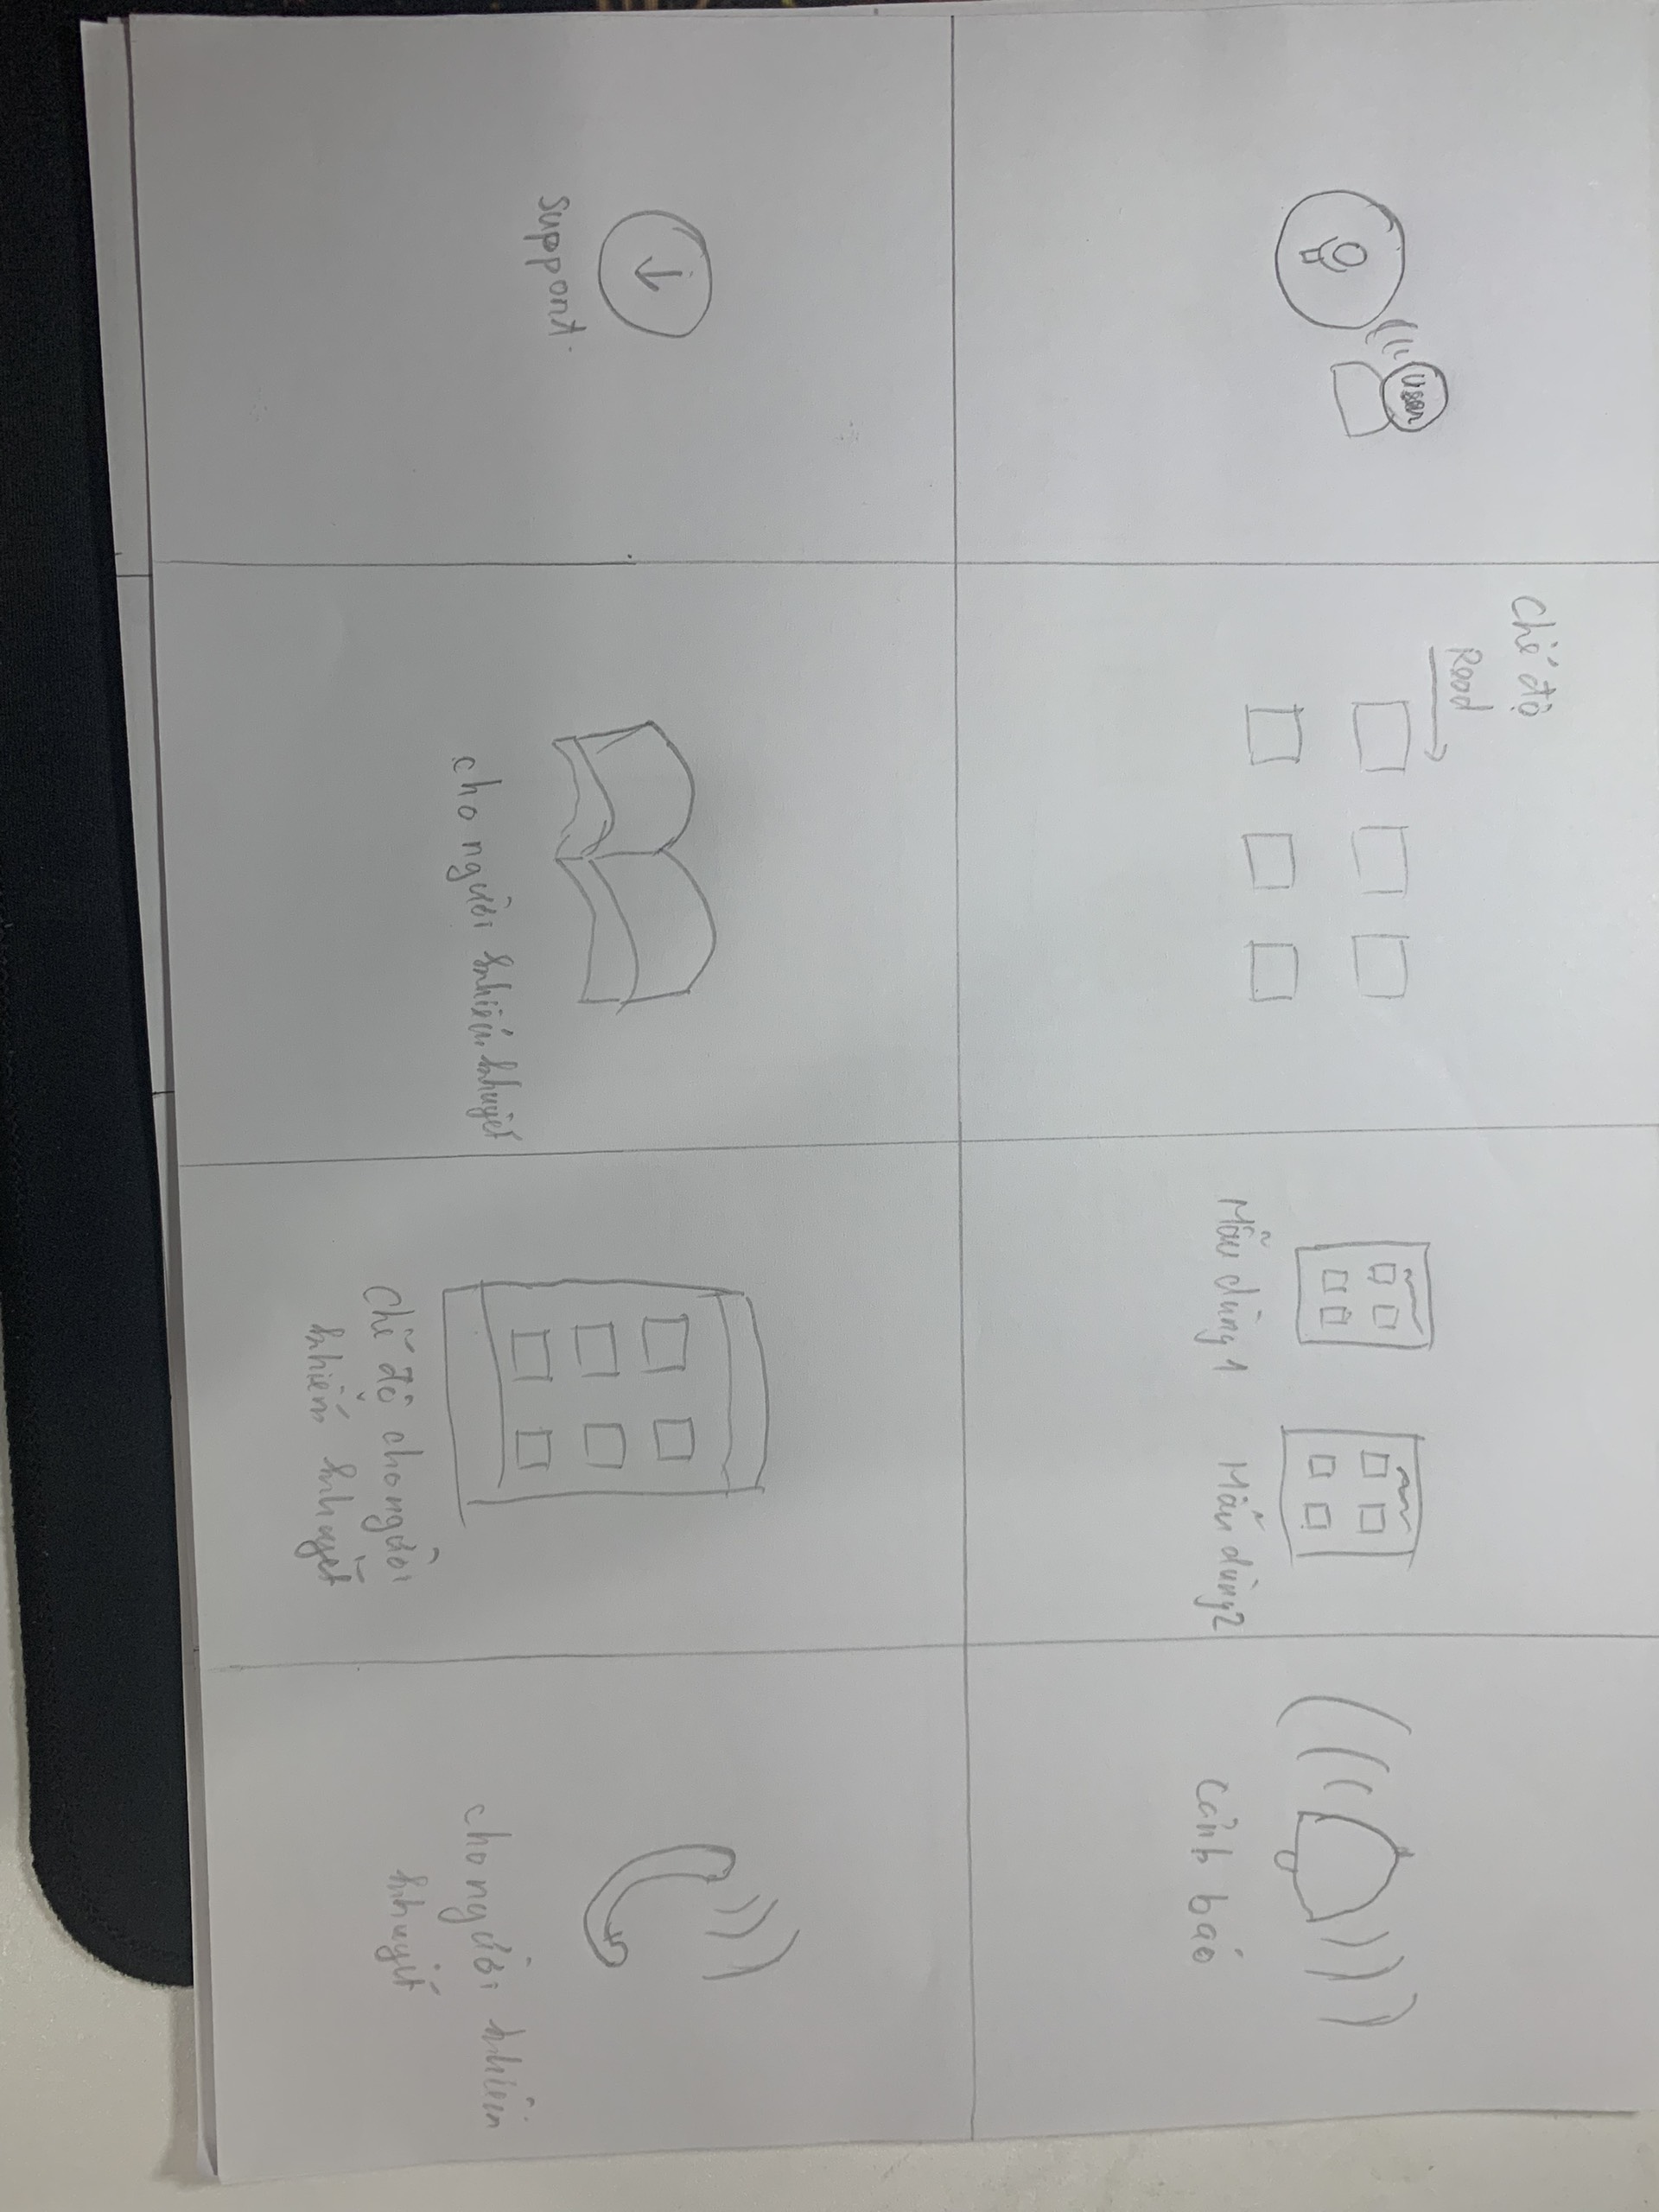 User
Chế độ
Read
Mẫu dùng 1
Mẫu dùng 2
Cảnh báo
Support.
cho người khiếm khuyết
Chế độ cho người
khiếm khuyết
cho người khiếm
khuyết